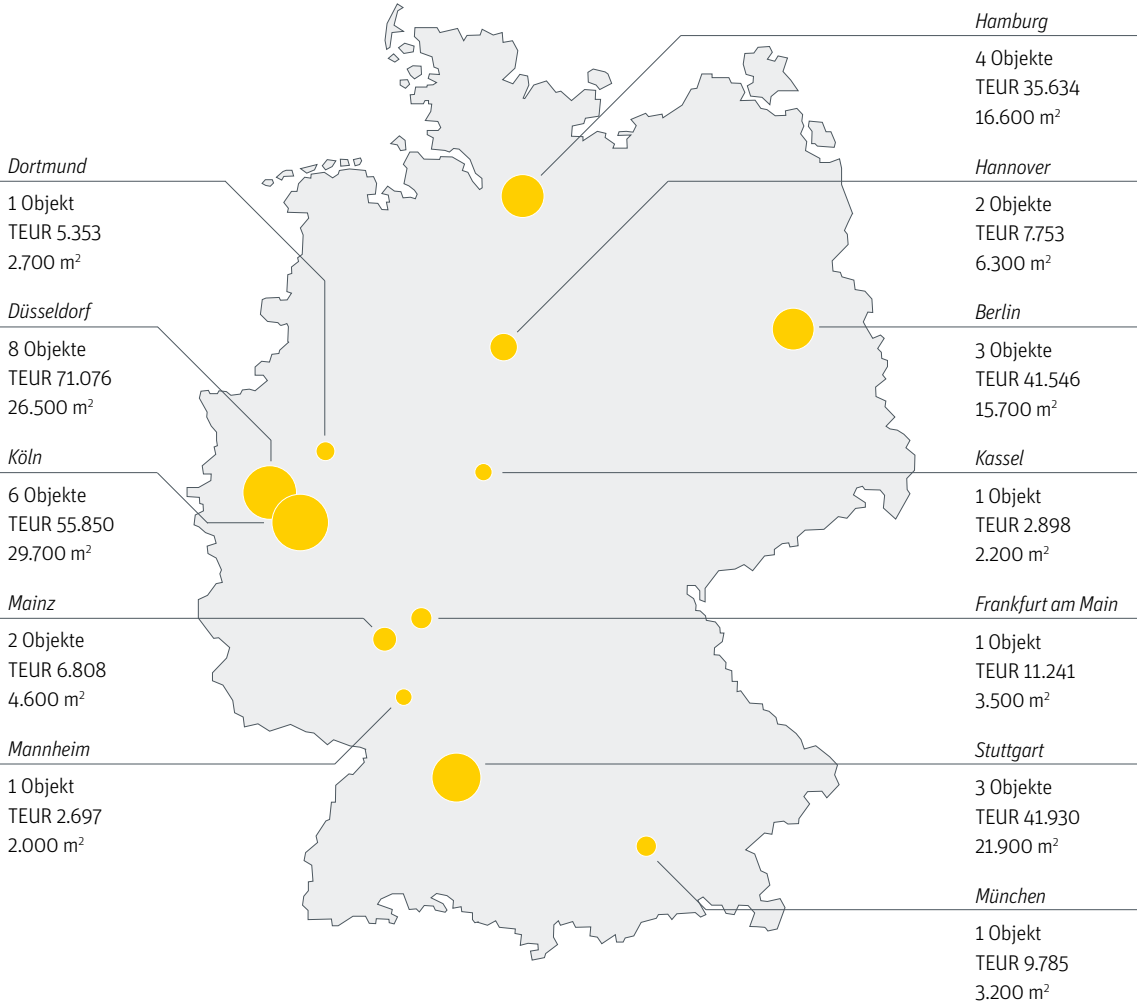 Dortmund
1 Objekt
TEUR 5.353
2.700 m²
Düsseldorf
8 Objekte
TEUR 71.076
26.500 m²
Köln
6 Objekte
TEUR 55.850
29.700 m²
Mainz
2 Objekte
TEUR 6.808
4.600 m²
Mannheim
1 Objekt
TEUR 2.697
2.000 m²
Hamburg
4 Objekte
TEUR 35.634
16.600 m²
Hannover
2 Objekte
TEUR 7.753
6.300 m²
Berlin
3 Objekte
TEUR 41.546
15.700 m²
Kassel
1 Objekt
TEUR 2.898
2.200 m²
Frankfurt am Main
1 Objekt
TEUR 11.241
3.500 m²
Stuttgart
3 Objekte
TEUR 41.930
21.900 m²
München
1 Objekt
TEUR 9.785
3.200 m²